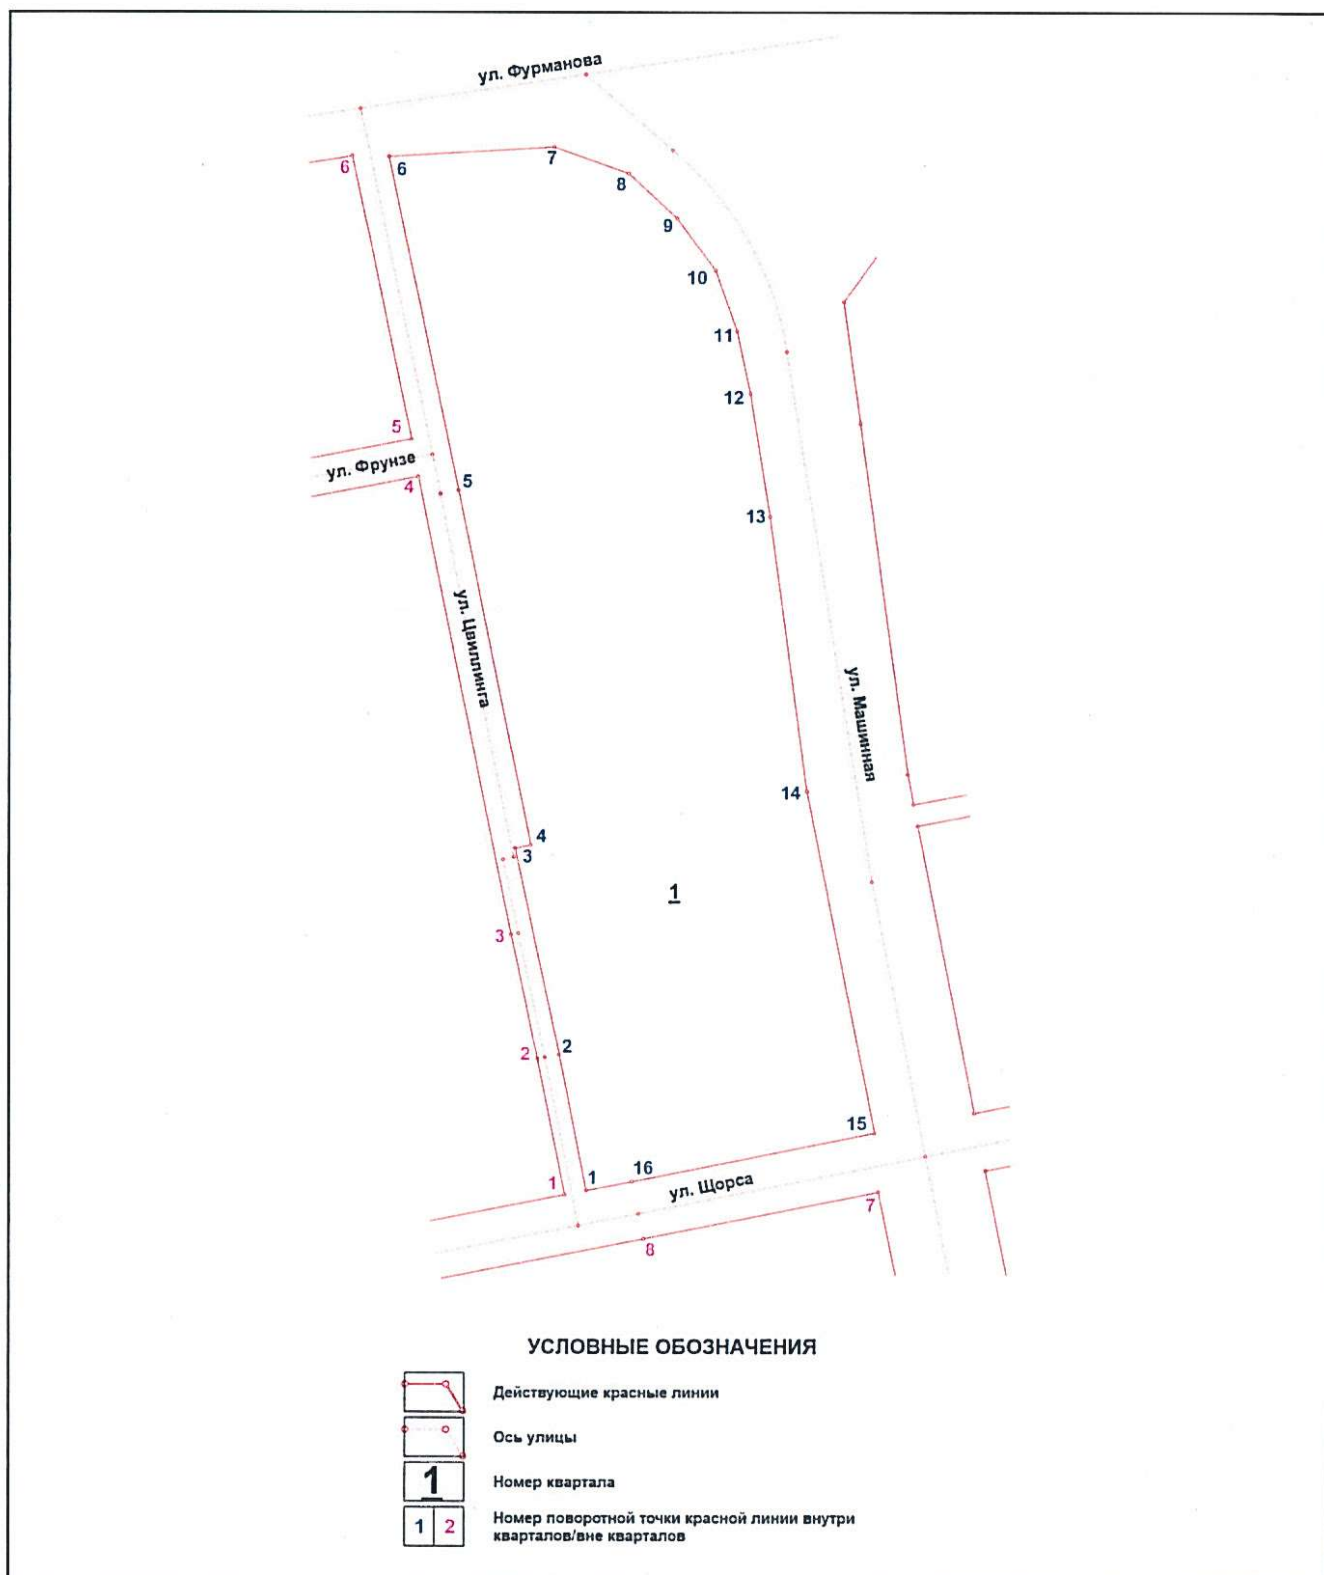 ул. Фурманова
6
6
7
8
9
10
11
12
5
5
ул. Фрунзе
4
13
ул. Цвиллинга
ул. Машинная
14
4
3
1
3
2
2
15
1
1
16
ул. Щорса
7
8
УСЛОВНЫЕ ОБОЗНАЧЕНИЯ
Действующие красные линии
Ось улицы
1
Номер квартала
1 2
Номер поворотной точки красной линии внутри
кварталов/вне кварталов